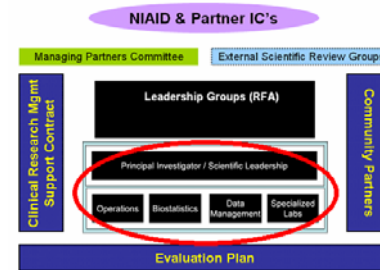 NIAID & Partner IC's
Managing Partners Committee
External Scientific Review Group
Clinical Research Mgmt
Support Contract
Leadership Groups (RFA)
Principal Investigator / Scientific Leadership
Operations
Biostatistics
Data
Management
Specialized
Labs
Community
Partners
Evaluation Plan